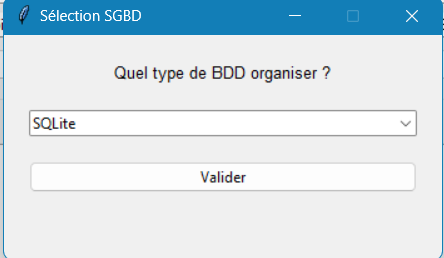 Sélection SGBD
Quel type de BDD organiser ?
SQLite
Valider